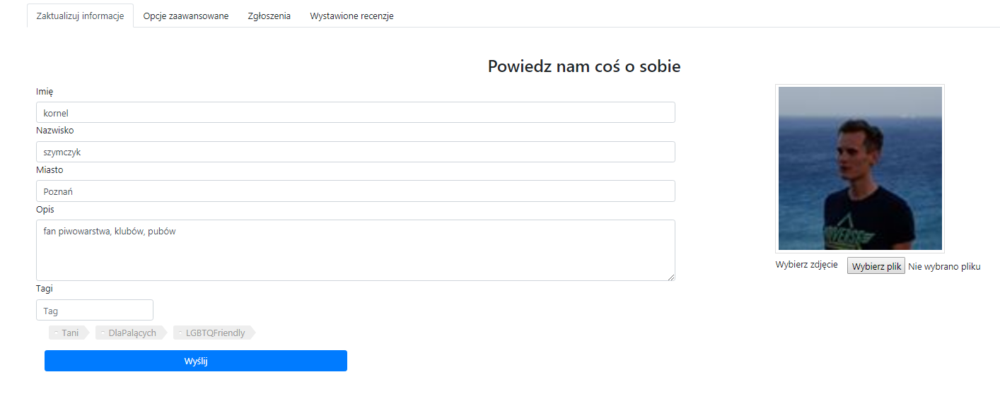 Zaktualizuj informacje Opcje zaawansowane Zgłoszenia Wystawione recenzje
Powiedz nam coś o sobie
Imię
kornel
Nazwisko
szymczyk
Miasto
Poznań
Opis
fan piwowarstwa, klubów, pubów
Tagi
Tag
Tani DlaPalących LGBTQFriendly
Wyślij
Wybierz zdjęcie Wybierz plik Nie wybrano pliku